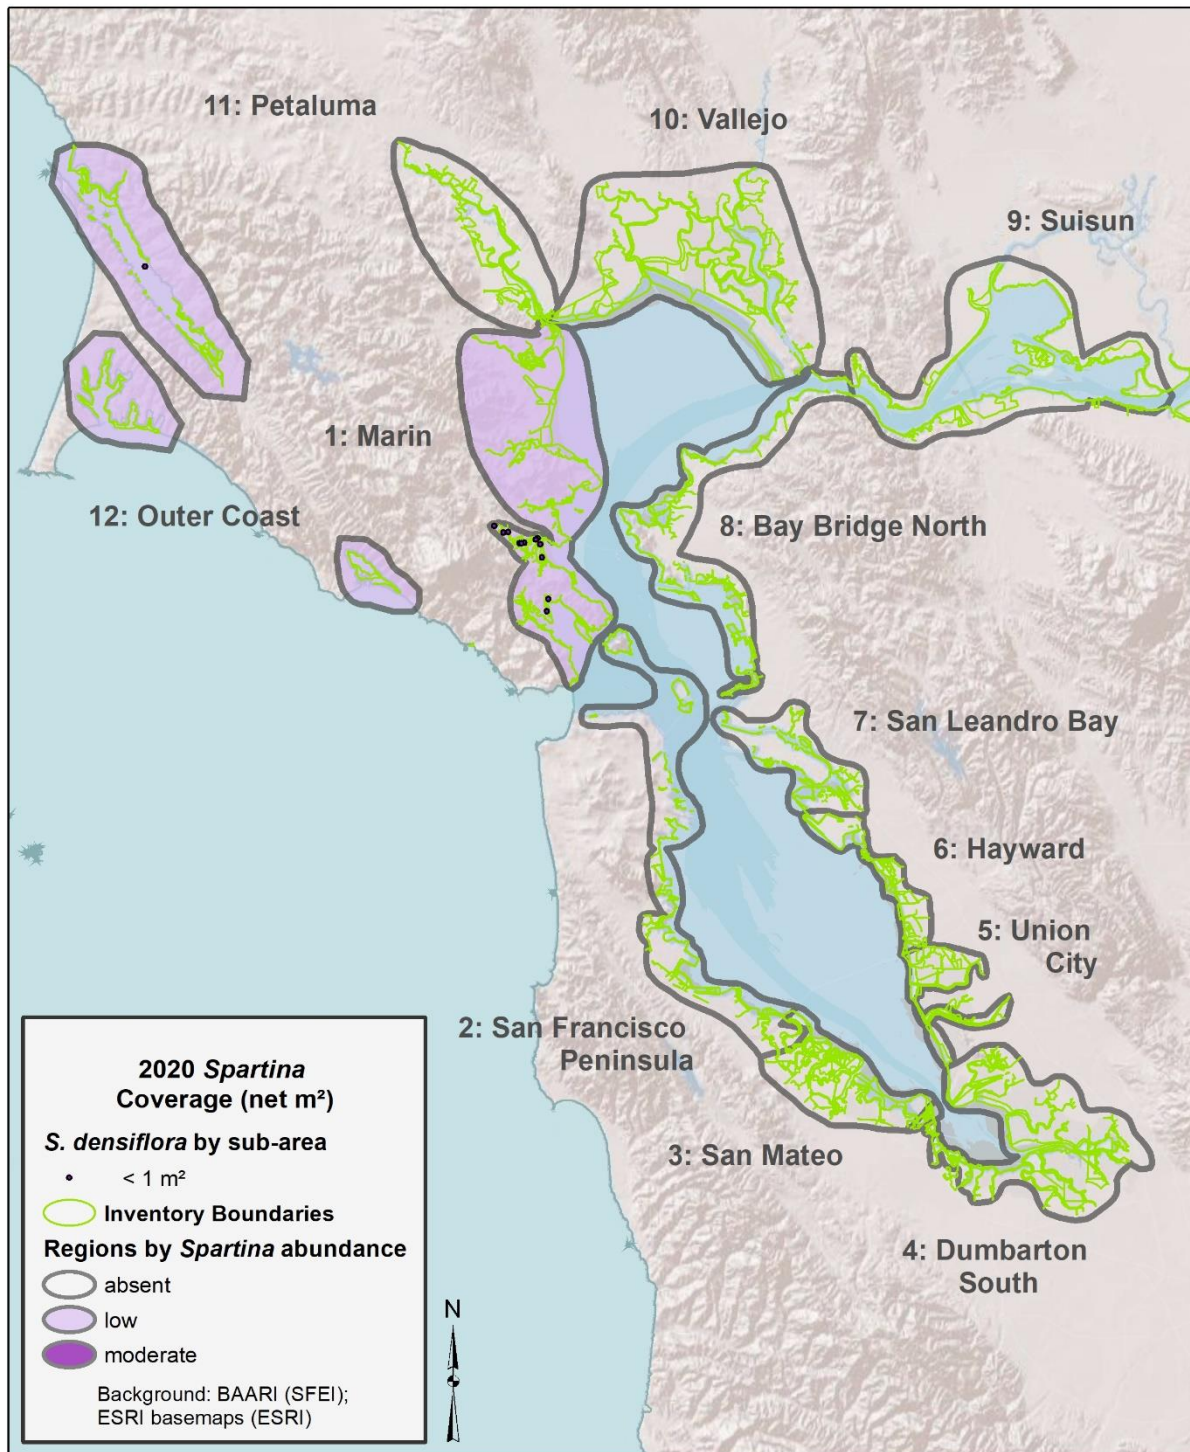 11: Petaluma
10: Vallejo
9: Suisun
1: Marin
12: Outer Coast
8: Bay Bridge North
7: San Leandro Bay
6: Hayward
5: Union
City
2: San Francisco
Peninsula
3: San Mateo
4: Dumbarton
South
2020 Spartina
Coverage (net m²)
S. densiflora by sub-area
< 1 m²
Inventory Boundaries
Regions by Spartina abundance
absent
low
moderate
Background: BAARI (SFEI);
ESRI basemaps (ESRI)
N